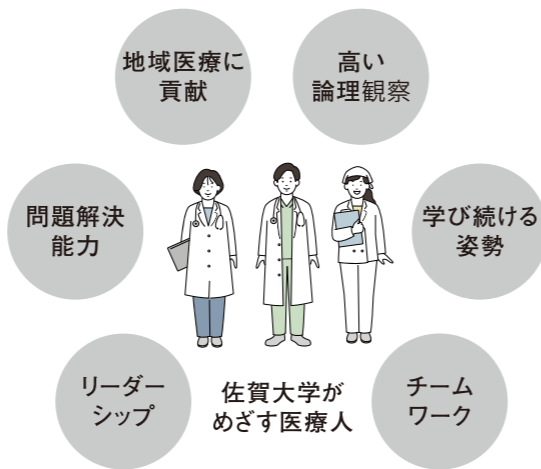 地域医療に
貢献
高い
論理観察
問題解決
能力
学び続ける
姿勢
リーダー
シップ
佐賀大学が
めざす医療人
チーム
ワーク